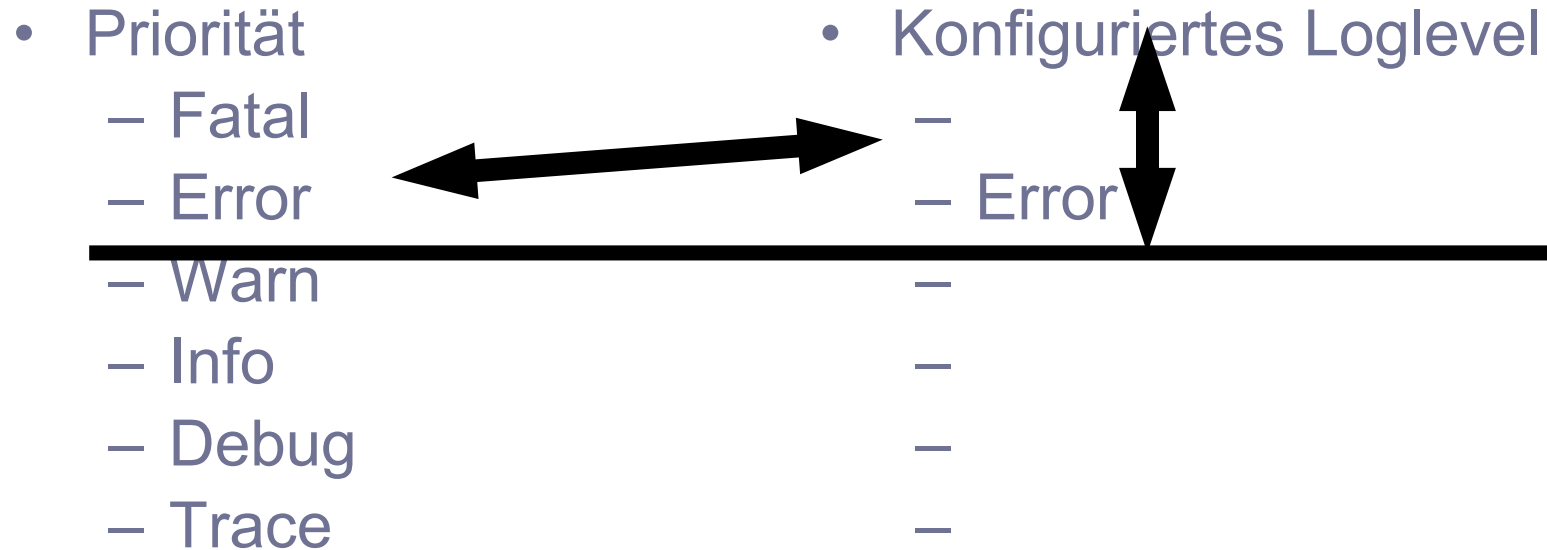 • Priorität
– Fatal
– Error
– Warn
– Info
– Debug
– Trace
• Konfiguriertes Loglevel
–
– Error
–
–
–
–